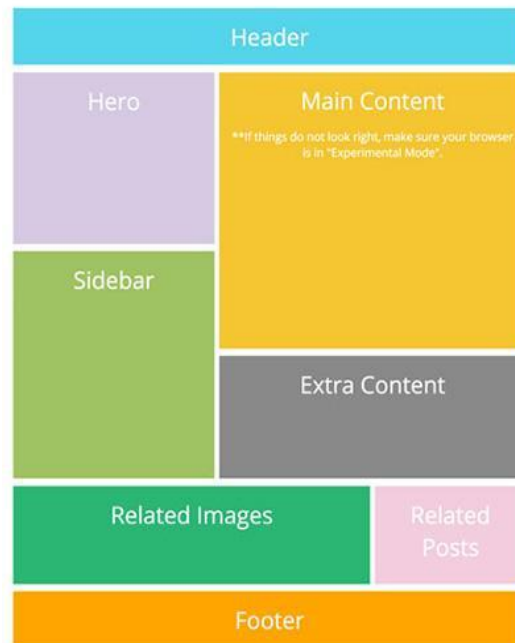 Header
Hero
Main Content
**If things do not look right, make sure your browser
is in "Experimental Mode".
Sidebar
Extra Content
Related Images
Related
Posts
Footer